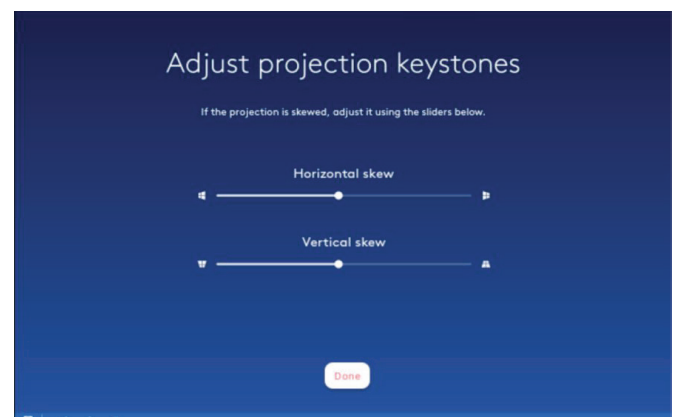 Adjust projection keystones
If the projection is skewed, adjust it using the sliders below.
Horizontal skew
Vertical skew
Done